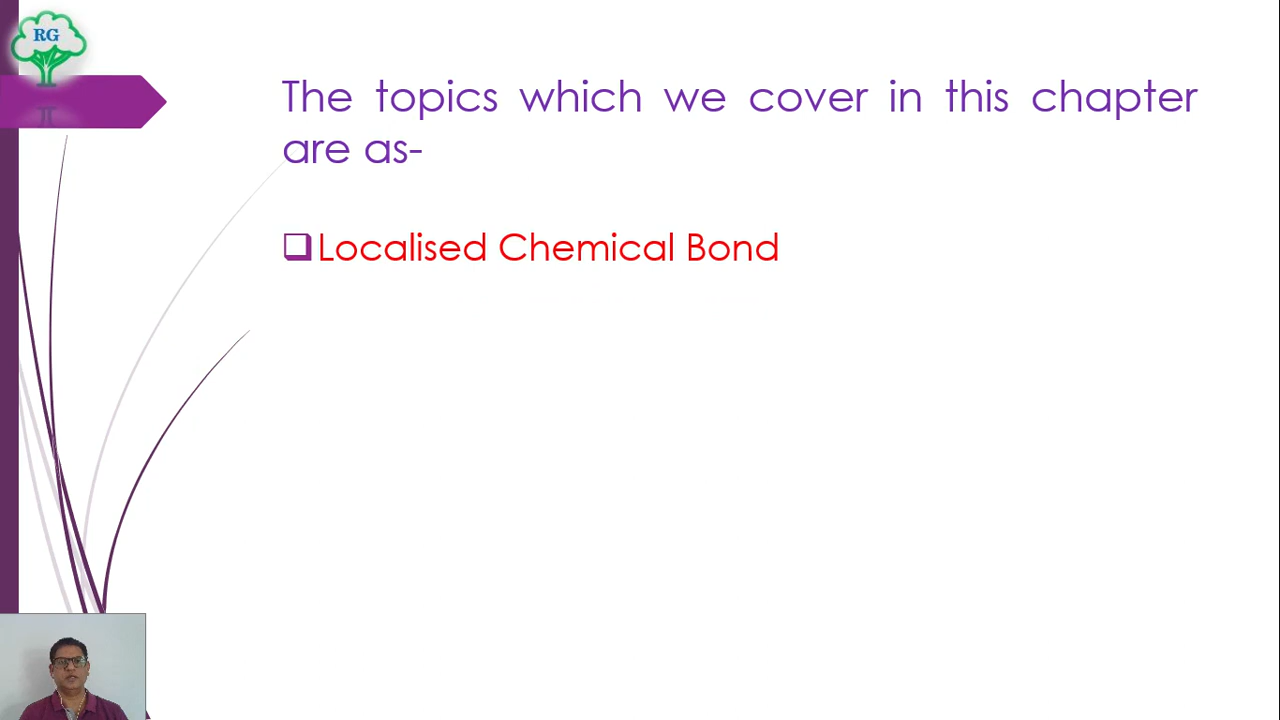 RG
The topics which we cover in this chapter
are as-
Localised Chemical Bond